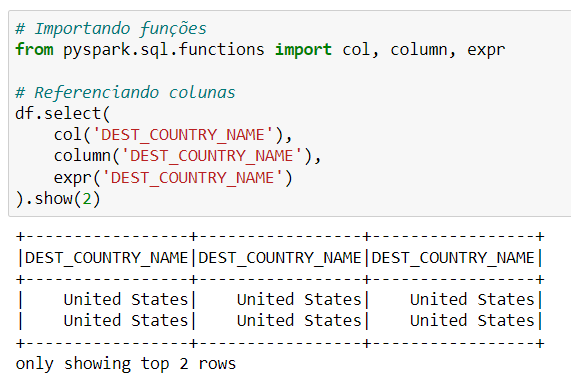 # Importando funções
from pyspark.sql.functions import col, column, expr
# Referenciando colunas
df.select(
    col('DEST_COUNTRY_NAME'),
    column('DEST_COUNTRY_NAME'),
    expr('DEST_COUNTRY_NAME')
).show(2)
+-----------------+-----------------+-----------------+
|DEST_COUNTRY_NAME|DEST_COUNTRY_NAME|DEST_COUNTRY_NAME|
+-----------------+-----------------+-----------------+
|    United States|    United States|    United States|
|    United States|    United States|    United States|
+-----------------+-----------------+-----------------+
only showing top 2 rows